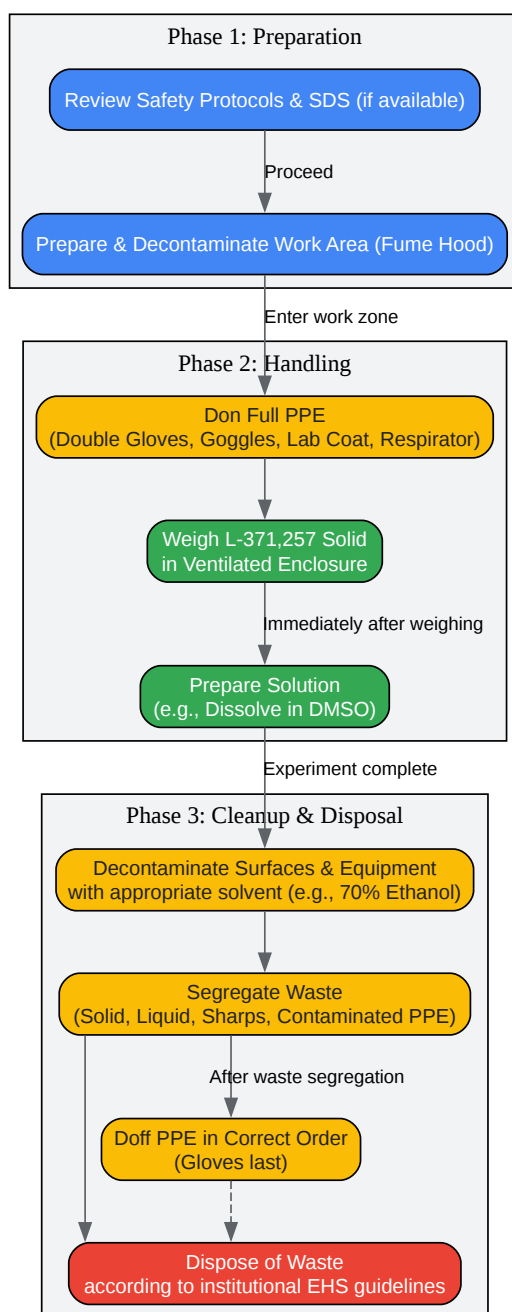 Phase 1: Preparation
Review Safety Protocols & SDS (if available)
Proceed
Prepare & Decontaminate Work Area (Fume Hood)
Enter work zone
Phase 2: Handling
Don Full PPE
(Double Gloves, Goggles, Lab Coat, Respirator)
Weigh L-371,257 Solid
in Ventilated Enclosure
Immediately after weighing
Prepare Solution
(e.g., Dissolve in DMSO)
Experiment complete
Phase 3: Cleanup & Disposal
Decontaminate Surfaces & Equipment
with appropriate solvent (e.g., 70% Ethanol)
Segregate Waste
(Solid, Liquid, Sharps, Contaminated PPE)
After waste segregation
Doff PPE in Correct Order
(Gloves last)
Dispose of Waste
according to institutional EHS guidelines